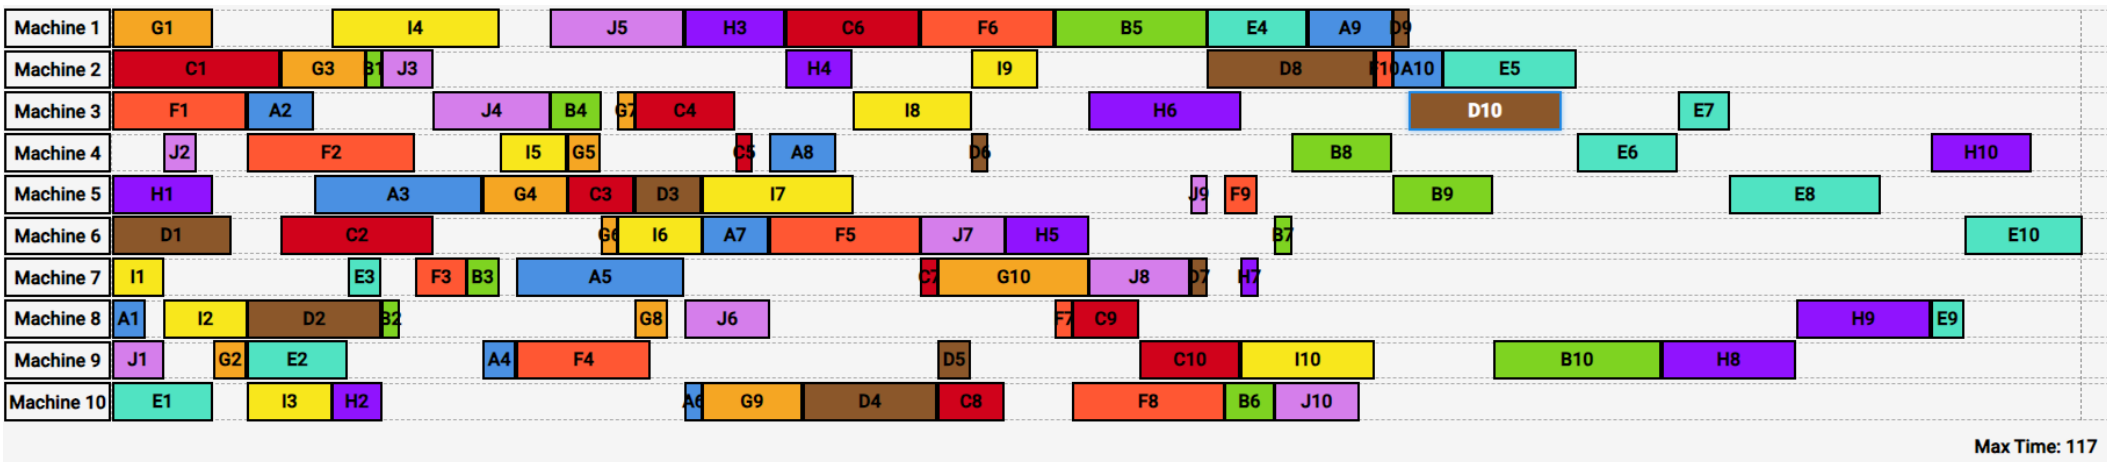 Machine 1 G1 I4 J5 H3 C6 F6 B5 E4 A9 D9
Machine 2 C1 G3 B1 J3 H4 I9 D8 F10 A10 E5
Machine 3 F1 A2 J4 B4 G7 C4 I8 H6 D10 E7
Machine 4 J2 F2 I5 G5 C5 A8 D6 B8 E6 H10
Machine 5 H1 A3 G4 C3 D3 I7 J9 F9 B9 E8
Machine 6 D1 C2 G6 I6 A7 F5 J7 H5 B7 E10
Machine 7 I1 E3 F3 B3 A5 C7 G10 J8 D7 H7
Machine 8 A1 I2 D2 B2 G8 J6 F7 C9 H9 E9
Machine 9 J1 G2 E2 A4 F4 D5 C10 I10 B10 H8
Machine 10 E1 I3 H2 A6 G9 D4 C8 F8 B6 J10
Max Time: 117